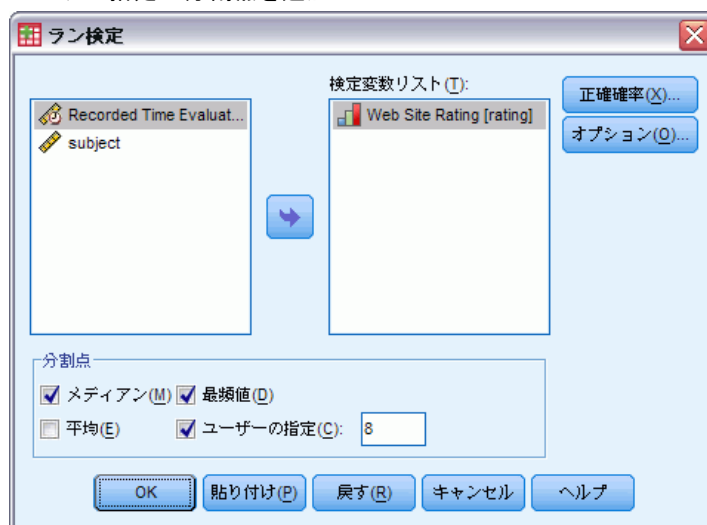 ラン検定
検定変数リスト(T):
Recorded Time Evaluat...
subject
Web Site Rating [rating]
正確確率(X)...
オプション(O)...
分割点
メディアン(M)
最頻値(D)
平均(E)
ユーザーの指定(C): 8
OK
貼り付け(P)
戻す(R)
キャンセル
ヘルプ